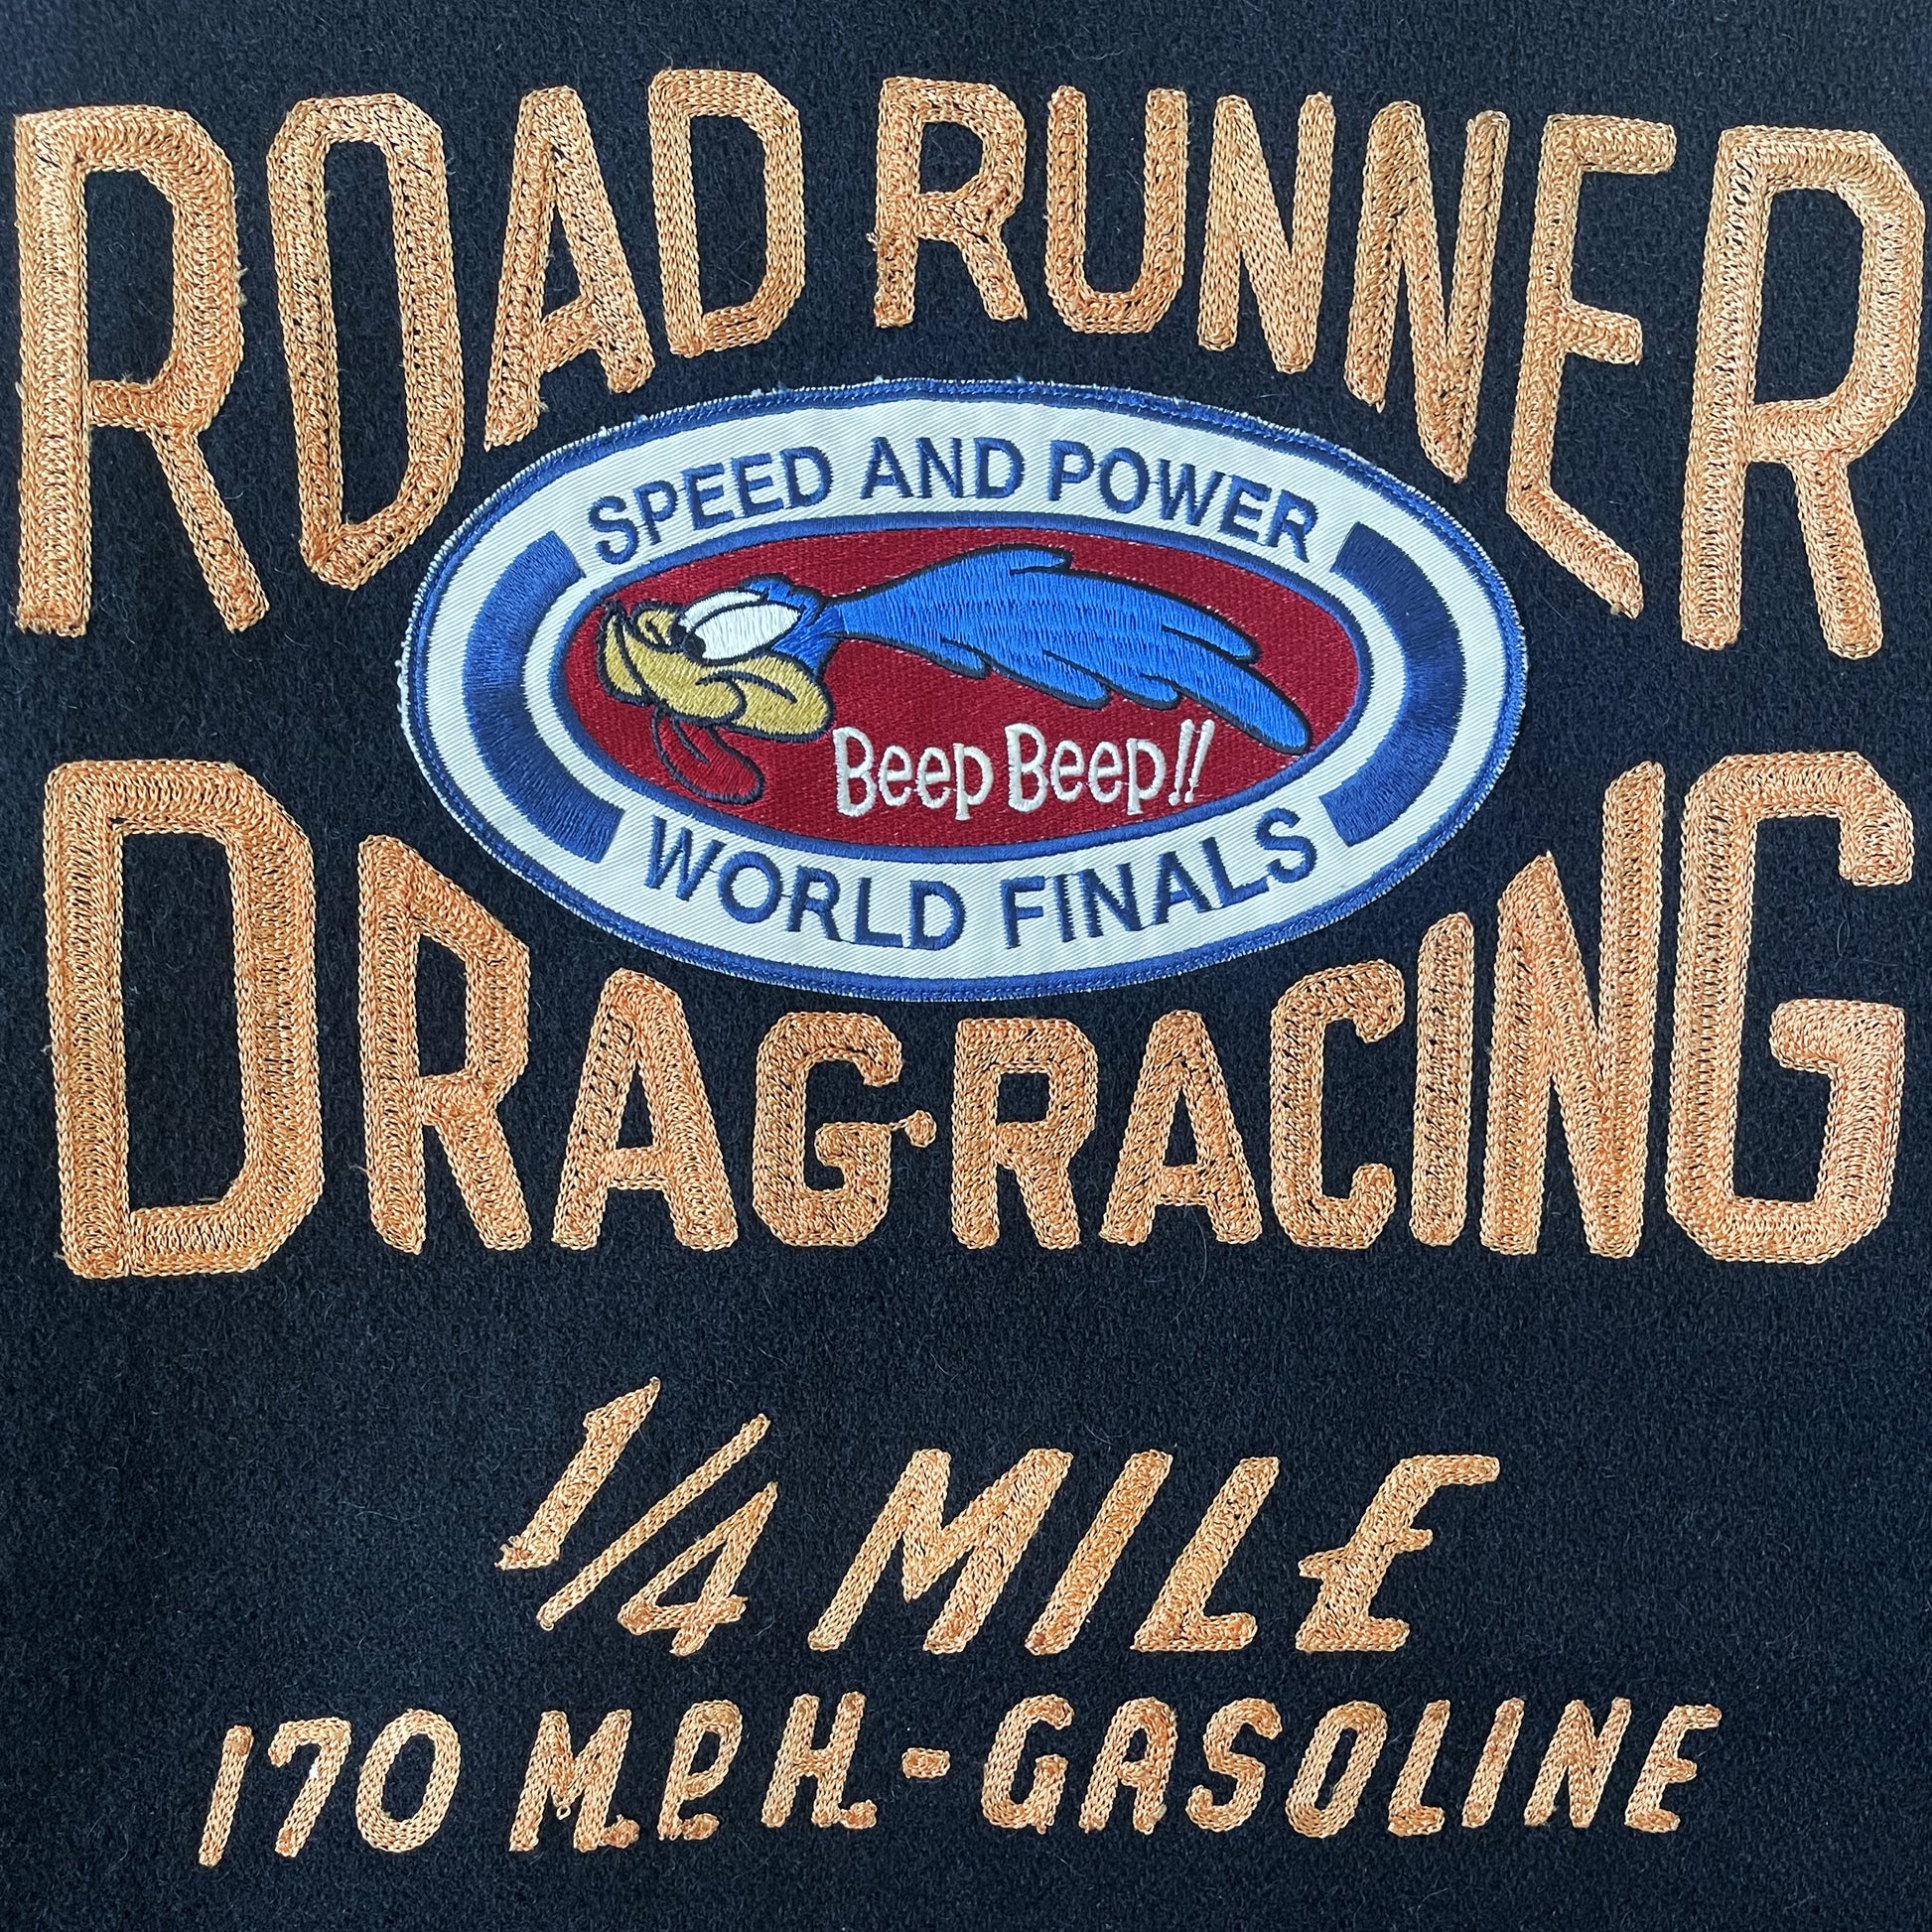 ROAD RUNNER
SPEED AND POWER
Beep Beep!!
WORLD FINALS
DRAG-RACING
1/4 MILE
170 M.P.H. - GASOLINE